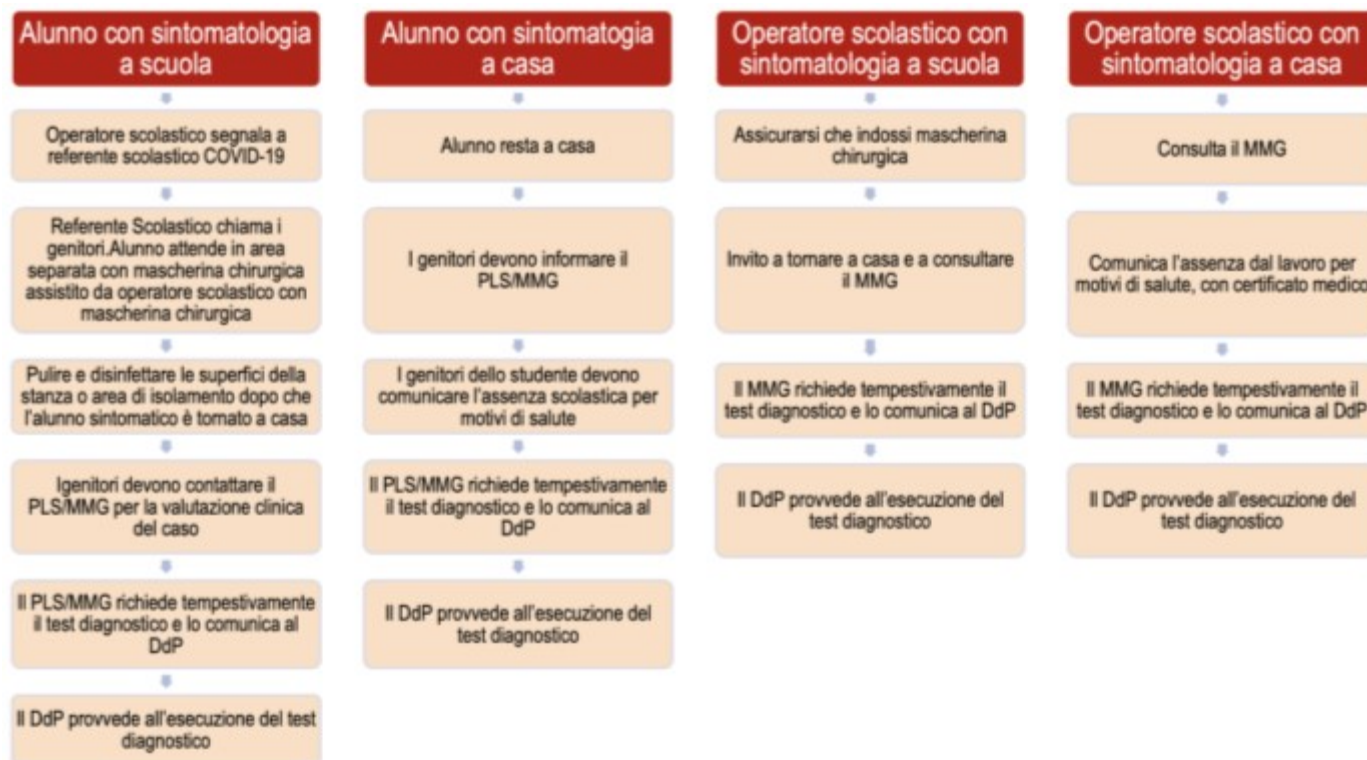 Alunno con sintomatologia
a scuola
Operatore scolastico segnala a
referente scolastico COVID-19
Referente Scolastico chiama i
genitori.Alunno attende in area
separata con mascherina chirurgica
assistito da operatore scolastico con
mascherina chirurgica
Pulire e disinfettare le superfici della
stanza o area di isolamento dopo che
l'alunno sintomatico è tornato a casa
Igenitori devono contattare il
PLS/MMG per la valutazione clinica
del caso
Il PLS/MMG richiede tempestivamente
il test diagnostico e lo comunica al
DdP
Il DdP provvede all'esecuzione del test
diagnostico
Alunno con sintomatogia
a casa
Alunno resta a casa
I genitori devono informare il
PLS/MMG
I genitori dello studente devono
comunicare l'assenza scolastica per
motivi di salute
Il PLS/MMG richiede tempestivamente
il test diagnostico e lo comunica al
DdP
Il DdP provvede all'esecuzione del
test diagnostico
Operatore scolastico con
sintomatologia a scuola
Assicurarsi che indossi mascherina
chirurgica
Invito a tornare a casa e a consultare
il MMG
Il MMG richiede tempestivamente il
test diagnostico e lo comunica al DdP
Il DdP provvede all'esecuzione del
test diagnostico
Operatore scolastico con
sintomatologia a casa
Consulta il MMG
Comunica l'assenza dal lavoro per
motivi di salute, con certificato medico
Il MMG richiede tempestivamente il
test diagnostico e lo comunica al DdP
Il DdP provvede all'esecuzione del
test diagnostico